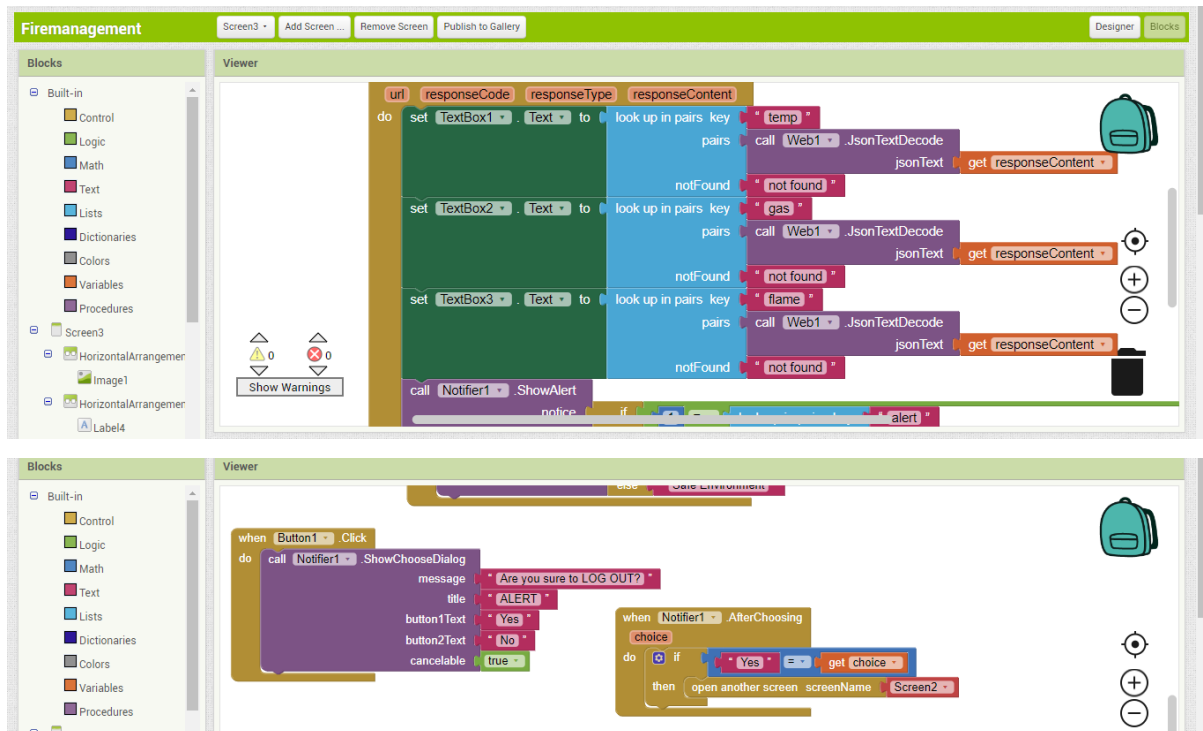 Firemanagement Screen3 Add Screen ... Remove Screen Publish to Gallery Designer Blocks
Blocks Viewer
Built-in
Control
Logic
Math
Text
Lists
Dictionaries
Colors
Variables
Procedures
Screen3
HorizontalArrangemen
Image1
HorizontalArrangemen
Label4
url responseCode responseType responseContent
do set TextBox1 . Text to look up in pairs key " temp "
pairs call Web1 .JsonTextDecode
jsonText get responseContent
notFound " not found "
set TextBox2 . Text to look up in pairs key " gas "
pairs call Web1 .JsonTextDecode
jsonText get responseContent
notFound " not found "
set TextBox3 . Text to look up in pairs key " flame "
pairs call Web1 .JsonTextDecode
jsonText get responseContent
notFound " not found "
call Notifier1 .ShowAlert
notice if " alert "
0 0
Show Warnings
Blocks Viewer
Built-in
Control
Logic
Math
Text
Lists
Dictionaries
Colors
Variables
Procedures
else " Safe Environment "
when Button1 .Click
do call Notifier1 .ShowChooseDialog
message " Are you sure to LOG OUT? "
title " ALERT "
button1Text " Yes "
button2Text " No "
cancelable true
when Notifier1 .AfterChoosing
choice
do if " Yes " = get choice
then open another screen screenName Screen2